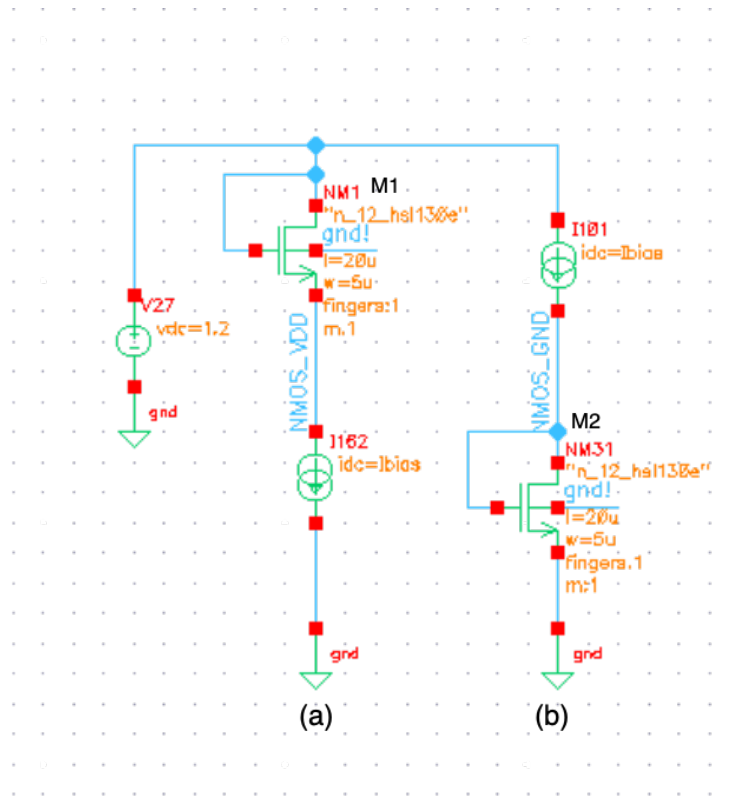 NM1 M1
"n_12_hsl130e"
gnd!
l=20u
w=5u
fingers:1
m:1
V27
vdc=1.2
gnd
NMOS_VDD
I162
idc=Ibias
gnd
(a)
I101
idc=Ibias
NMOS_GND
M2
NM31
"n_12_hsl130e"
gnd!
l=20u
w=5u
fingers:1
m:1
gnd
(b)